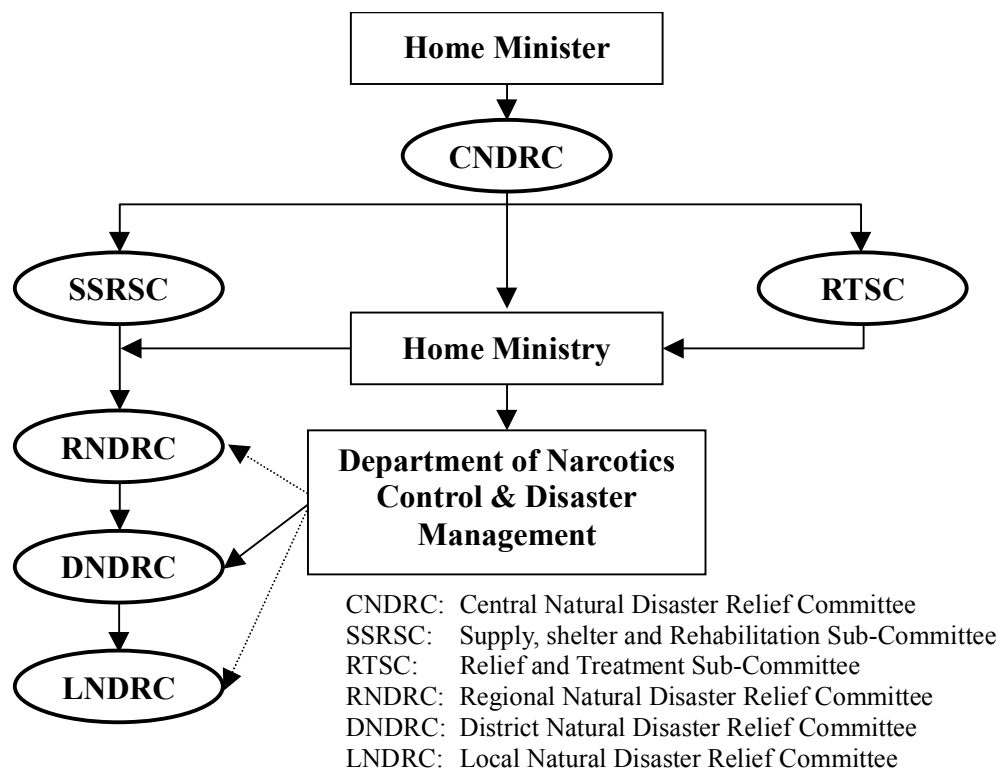 Home Minister
CNDRC
SSRSC
RTSC
Home Ministry
RNDRC
Department of Narcotics
Control & Disaster
Management
DNDRC
LNDRC
CNDRC: Central Natural Disaster Relief Committee
SSRSC: Supply, shelter and Rehabilitation Sub-Committee
RTSC: Relief and Treatment Sub-Committee
RNDRC: Regional Natural Disaster Relief Committee
DNDRC: District Natural Disaster Relief Committee
LNDRC: Local Natural Disaster Relief Committee